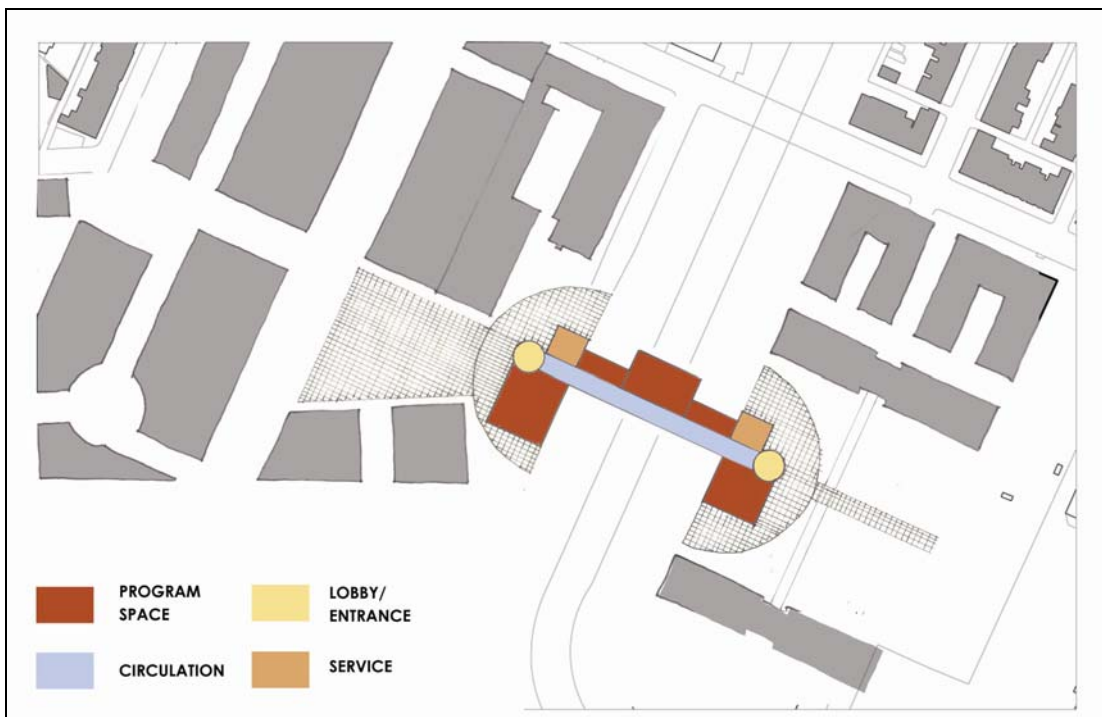 PROGRAM
SPACE
LOBBY/
ENTRANCE
CIRCULATION
SERVICE